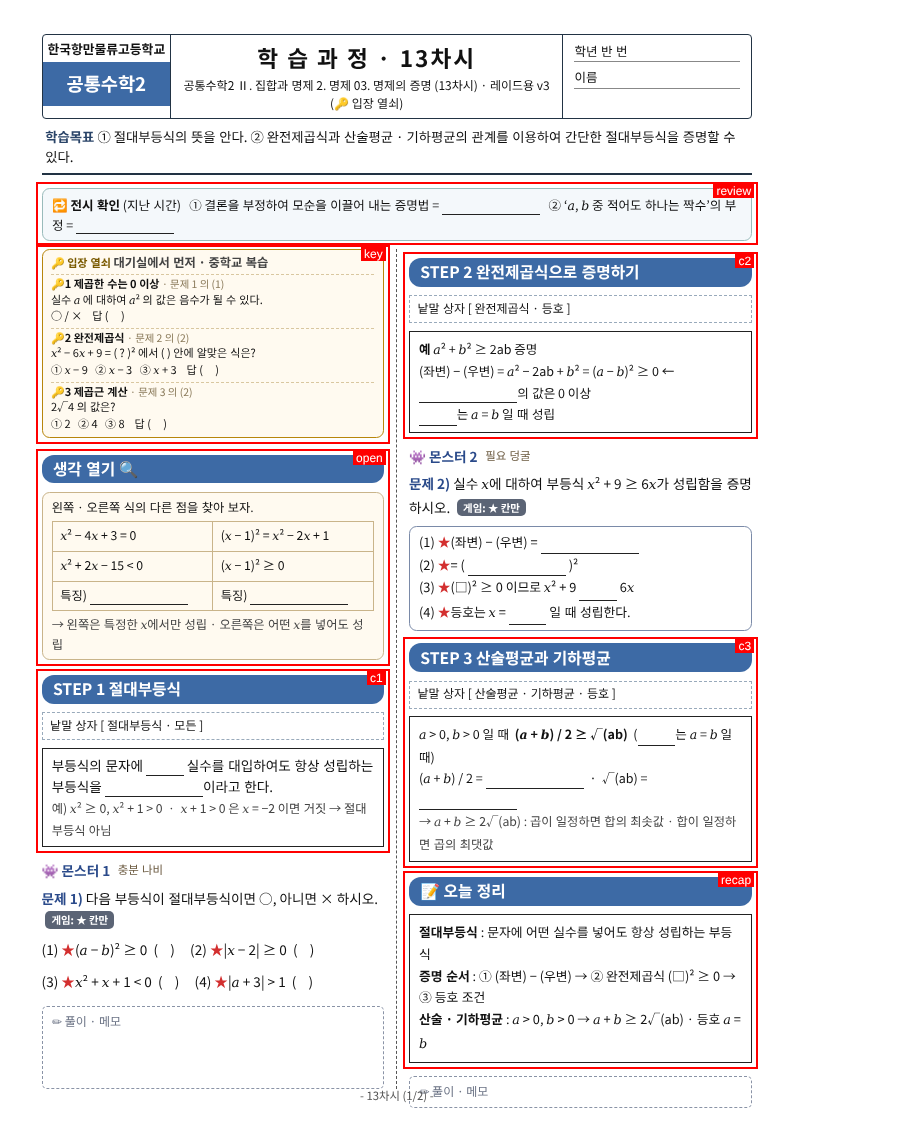 한국항만물류고등학교
공통수학2
학 습 과 정 · 13차시
공통수학2 Ⅱ. 집합과 명제 2. 명제 03. 명제의 증명 (13차시) · 레이드용 v3
(🔑 입장 열쇠)
학년 반 번
이름
학습목표 ① 절대부등식의 뜻을 안다. ② 완전제곱식과 산술평균 · 기하평균의 관계를 이용하여 간단한 절대부등식을 증명할 수
있다.
review
🔁 전시 확인 (지난 시간) ① 결론을 부정하여 모순을 이끌어 내는 증명법 = ______ ② ‘a, b 중 적어도 하나는 짝수’의 부
정 = ______
key
🔑 입장 열쇠 대기실에서 먼저 · 중학교 복습
🔑1 제곱한 수는 0 이상 · 문제 1 의 (1)
실수 a 에 대하여 a² 의 값은 음수가 될 수 있다.
○ / × 답 ( )
🔑2 완전제곱식 · 문제 2 의 (2)
x² − 6x + 9 = ( ? )² 에서 ( ) 안에 알맞은 식은?
① x − 9 ② x − 3 ③ x + 3 답 ( )
🔑3 제곱근 계산 · 문제 3 의 (2)
2√4 의 값은?
① 2 ② 4 ③ 8 답 ( )
open
생각 열기 🔍
왼쪽 · 오른쪽 식의 다른 점을 찾아 보자.
x² − 4x + 3 = 0 (x − 1)² = x² − 2x + 1
x² + 2x − 15 < 0 (x − 1)² ≥ 0
특징) ______ 특징) ______
→ 왼쪽은 특정한 x에서만 성립 · 오른쪽은 어떤 x를 넣어도 성
립
c1
STEP 1 절대부등식
낱말 상자 [ 절대부등식 · 모든 ]
부등식의 문자에 ____ 실수를 대입하여도 항상 성립하는
부등식을 ______이라고 한다.
예) x² ≥ 0, x² + 1 > 0 · x + 1 > 0 은 x = −2 이면 거짓 → 절대
부등식 아님
👾 몬스터 1 충분 나비
문제 1) 다음 부등식이 절대부등식이면 ○, 아니면 × 하시오.
게임: ★ 칸만
(1) ★(a − b)² ≥ 0 ( ) (2) ★|x − 2| ≥ 0 ( )
(3) ★x² + x + 1 < 0 ( ) (4) ★|a + 3| > 1 ( )
✏ 풀이 · 메모
c2
STEP 2 완전제곱식으로 증명하기
낱말 상자 [ 완전제곱식 · 등호 ]
예 a² + b² ≥ 2ab 증명
(좌변) − (우변) = a² − 2ab + b² = (a − b)² ≥ 0 ←
______의 값은 0 이상
____는 a = b 일 때 성립
👾 몬스터 2 필요 덩굴
문제 2) 실수 x에 대하여 부등식 x² + 9 ≥ 6x가 성립함을 증명
하시오. 게임: ★ 칸만
(1) ★(좌변) − (우변) = ______
(2) ★= ( ______ )²
(3) ★(□)² ≥ 0 이므로 x² + 9 ____ 6x
(4) ★등호는 x = ____ 일 때 성립한다.
c3
STEP 3 산술평균과 기하평균
낱말 상자 [ 산술평균 · 기하평균 · 등호 ]
a > 0, b > 0 일 때 (a + b) / 2 ≥ √(ab) (____는 a = b 일
때)
(a + b) / 2 = ______ · √(ab) =
______
→ a + b ≥ 2√(ab) : 곱이 일정하면 합의 최솟값 · 합이 일정하
면 곱의 최댓값
recap
📝 오늘 정리
절대부등식 : 문자에 어떤 실수를 넣어도 항상 성립하는 부등
식
증명 순서 : ① (좌변) − (우변) → ② 완전제곱식 (□)² ≥ 0 →
③ 등호 조건
산술 · 기하평균 : a > 0, b > 0 → a + b ≥ 2√(ab) · 등호 a =
b
✏ 풀이 · 메모
- 13차시 (1/2) -